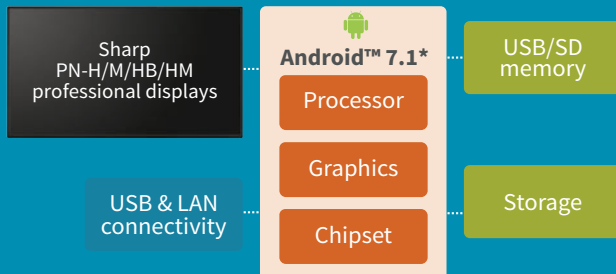 Sharp
PN-H/M/HB/HM
professional displays
Android™ 7.1*
USB/SD
memory
Processor
Graphics
USB & LAN
connectivity
Storage
Chipset